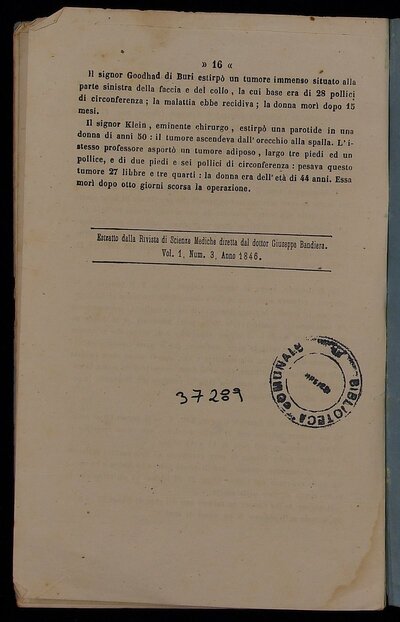 » 16 «
Il signor Goodhad di Buri estirpò un tumore immenso situato alla
parte sinistra della faccia e del collo, la cui base era di 28 pollici
di circonferenza; la malattia ebbe recidiva; la donna morì dopo 15
mesi.
Il signor Klein, eminente chirurgo, estirpò una parotide in una
donna di anni 50: il tumore ascendeva dall'orecchio alla spalla. L'i-
stesso professore asportò un tumore adiposo, largo tre piedi ed un
pollice, e di due piedi e sei pollici di circonferenza: pesava questo
tumore 27 libbre e tre quarti: la donna era dell'età di 44 anni. Essa
morì dopo otto giorni scorsa la operazione.
Estratto dalla Rivista di Scienze Mediche diretta dal dottor Giuseppe Bandiera.
Vol. 1, Num. 3, Anno 1846.
37289
BIBLIOTECA COMUNALE